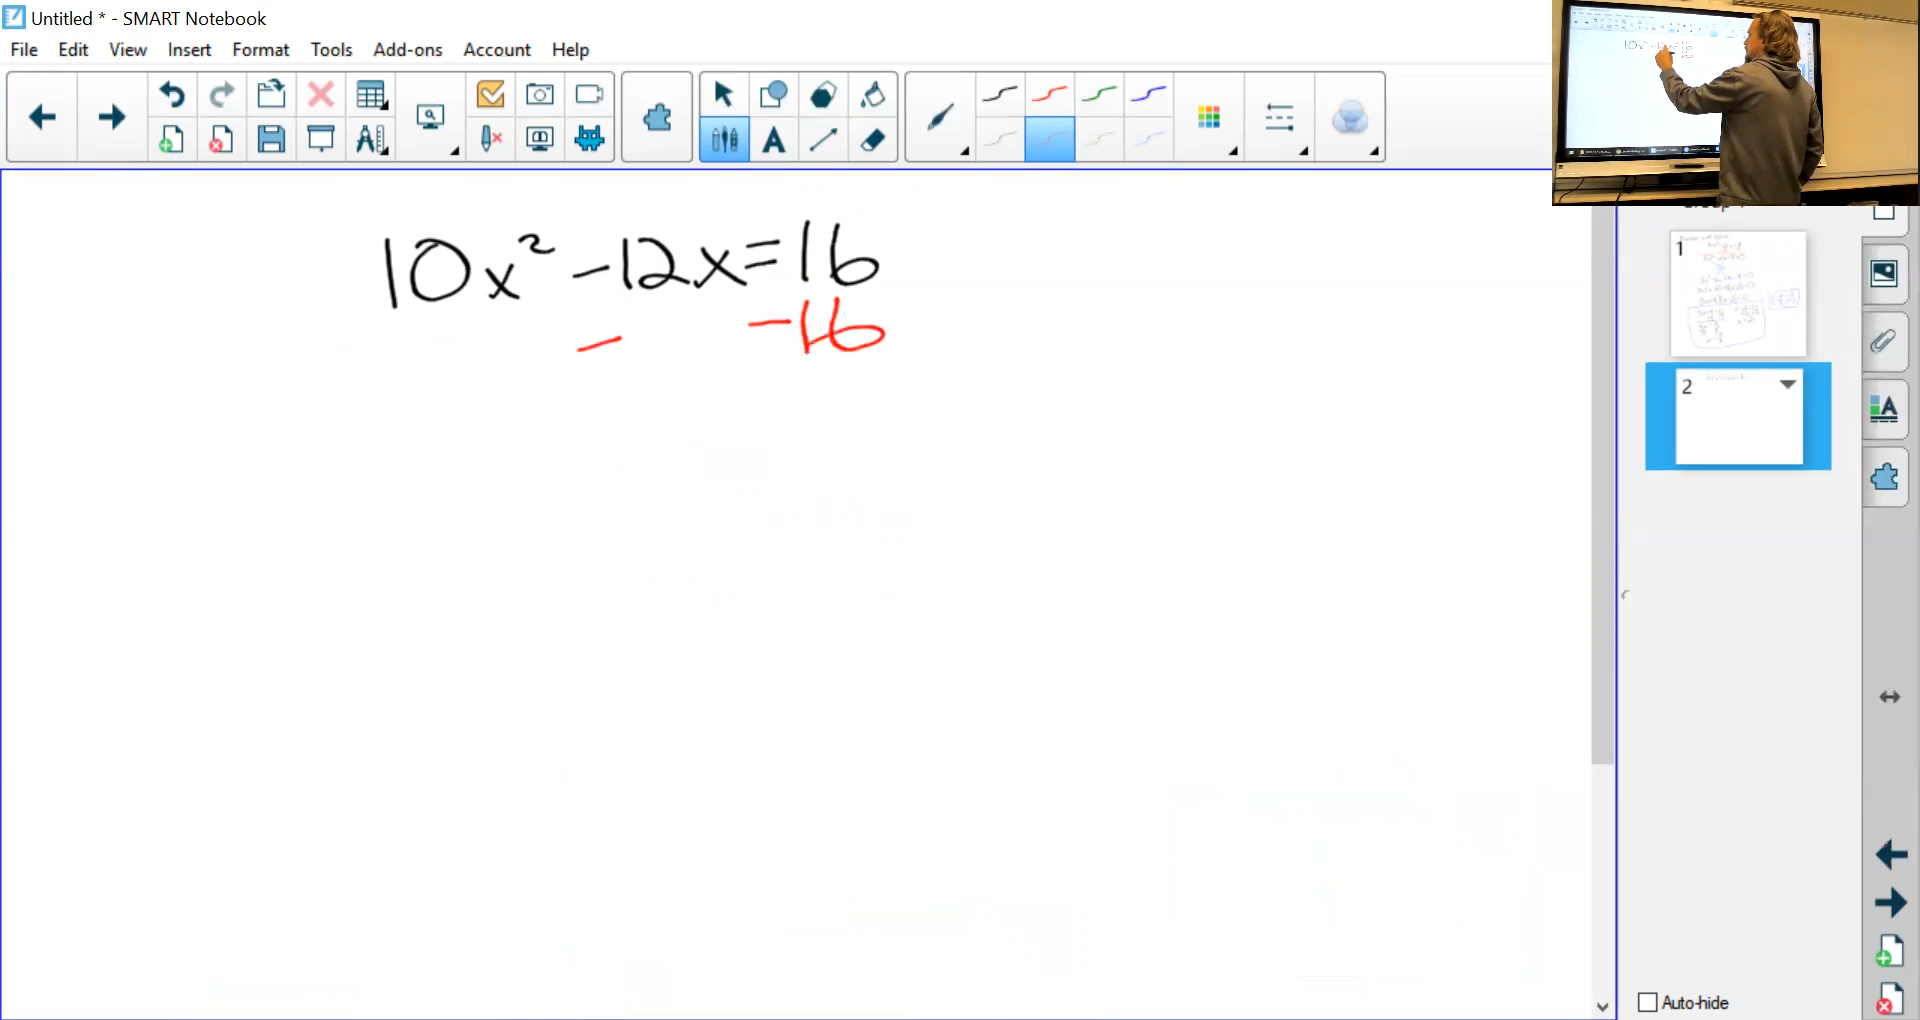 Untitled * - SMART Notebook
File Edit View Insert Format Tools Add-ons Account Help
10x² -12x=16
- -16
1
2
Auto-hide